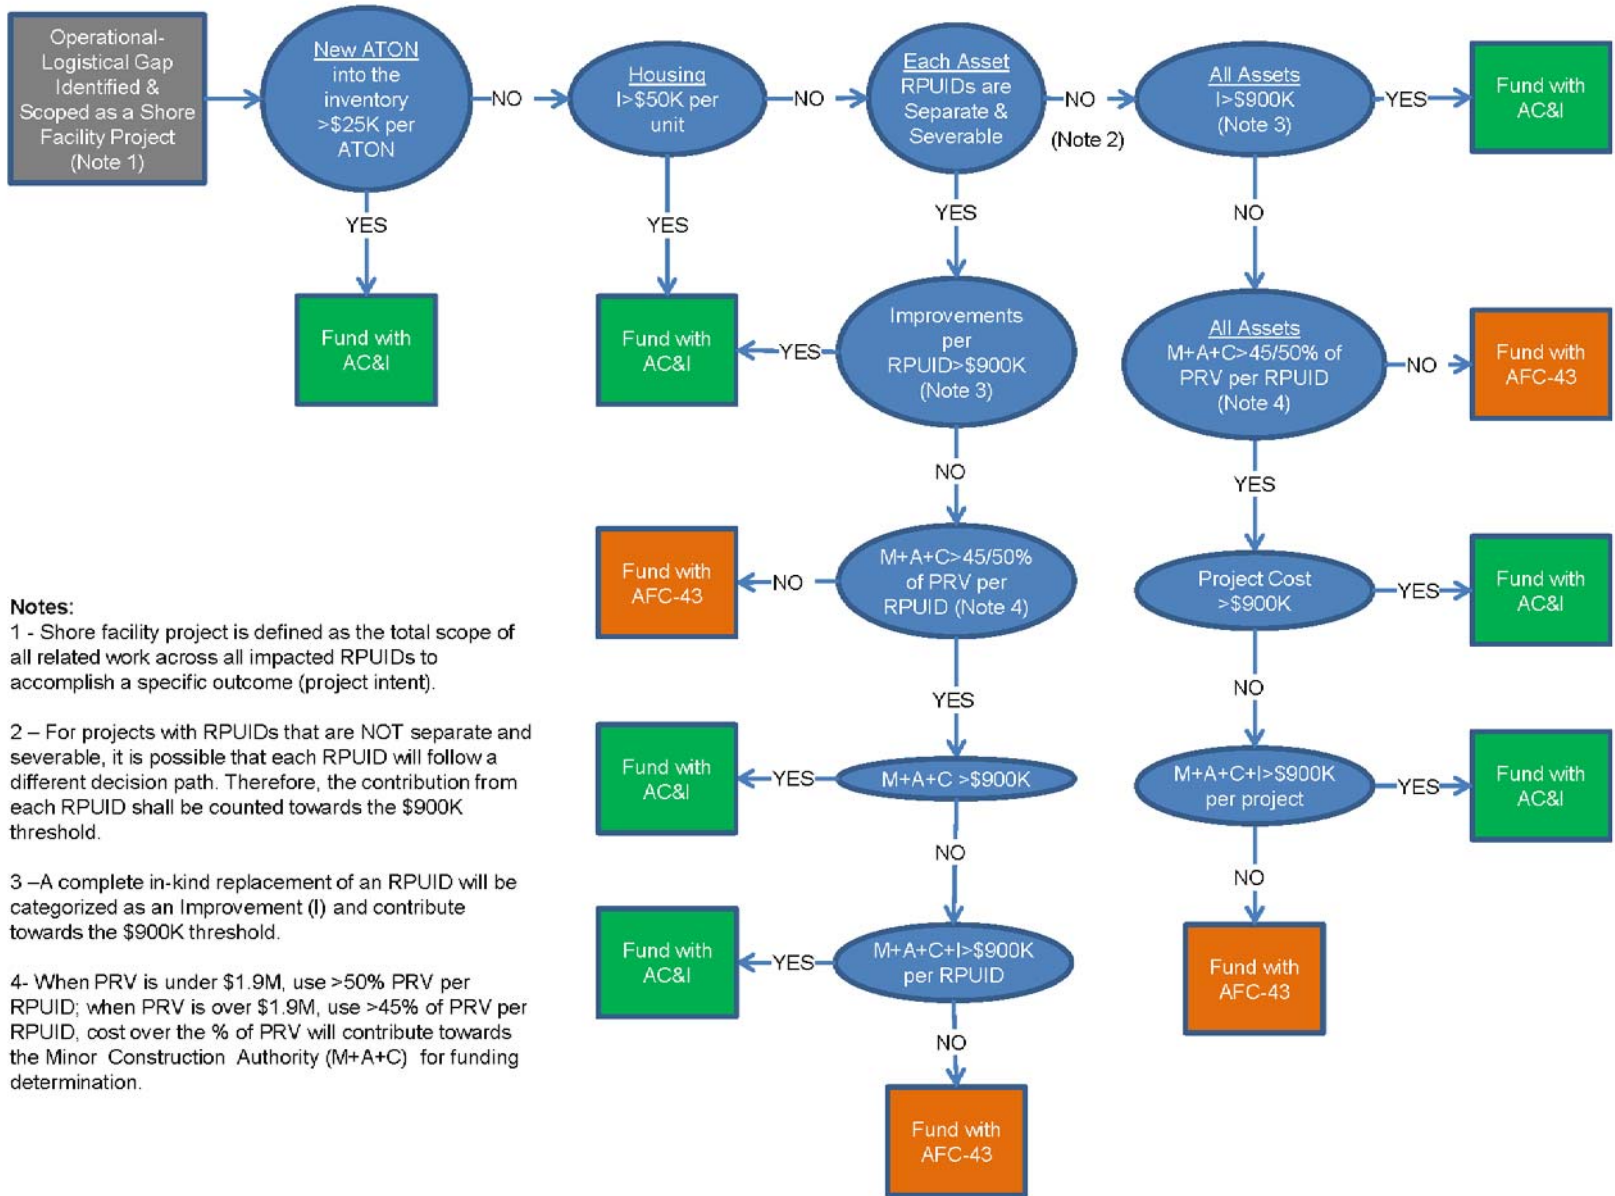 Operational-
Logistical Gap
Identified &
Scoped as a Shore
Facility Project
(Note 1)
New ATON
into the
inventory
>$25K per
ATON
NO
Housing
I>$50K per
unit
NO
Each Asset
RPUIDs are
Separate &
Severable
NO
(Note 2)
All Assets
I>$900K
(Note 3)
YES
Fund with
AC&I
YES
YES
YES
NO
Fund with
AC&I
Fund with
AC&I
YES
Improvements
per
RPUID>$900K
(Note 3)
All Assets
M+A+C>45/50% of
PRV per RPUID
(Note 4)
NO
Fund with
AFC-43
NO
YES
Fund with
AFC-43
NO
M+A+C>45/50%
of PRV per
RPUID (Note 4)
Project Cost
>$900K
YES
Fund with
AC&I
YES
NO
Fund with
AC&I
YES
M+A+C >$900K
M+A+C+I>$900K
per project
YES
Fund with
AC&I
NO
NO
Fund with
AC&I
YES
M+A+C+I>$900K
per RPUID
Fund with
AFC-43
NO
Fund with
AFC-43
Notes:
1 - Shore facility project is defined as the total scope of
all related work across all impacted RPUIDs to
accomplish a specific outcome (project intent).
2 – For projects with RPUIDs that are NOT separate and
severable, it is possible that each RPUID will follow a
different decision path. Therefore, the contribution from
each RPUID shall be counted towards the $900K
threshold.
3 –A complete in-kind replacement of an RPUID will be
categorized as an Improvement (I) and contribute
towards the $900K threshold.
4- When PRV is under $1.9M, use >50% PRV per
RPUID; when PRV is over $1.9M, use >45% of PRV per
RPUID, cost over the % of PRV will contribute towards
the Minor Construction Authority (M+A+C) for funding
determination.